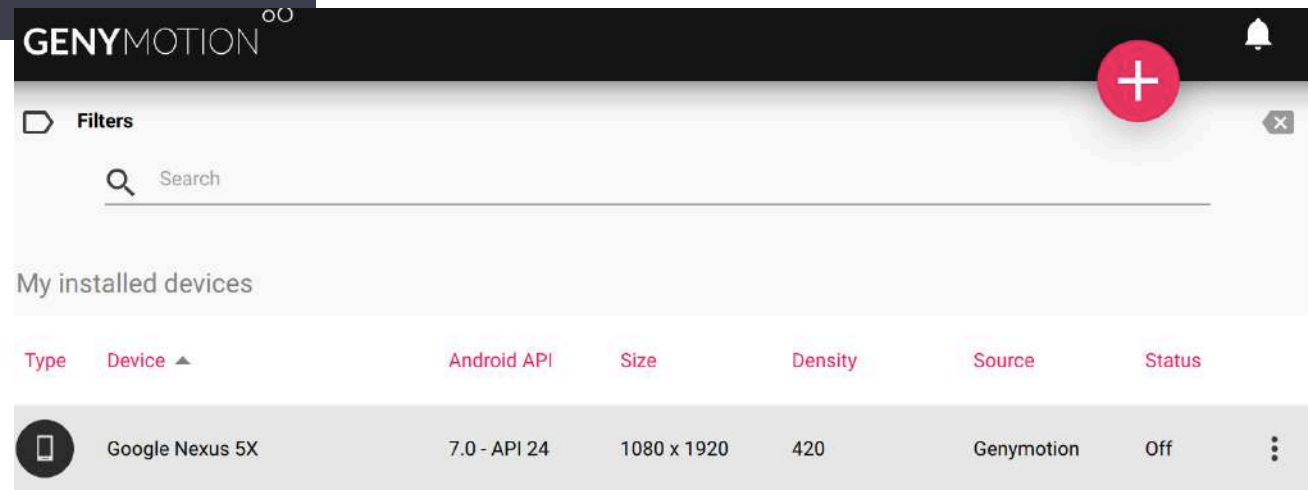 GENYMOTION
Filters
Search
My installed devices
Type Device Android API Size Density Source Status
Google Nexus 5X 7.0 - API 24 1080 x 1920 420 Genymotion Off